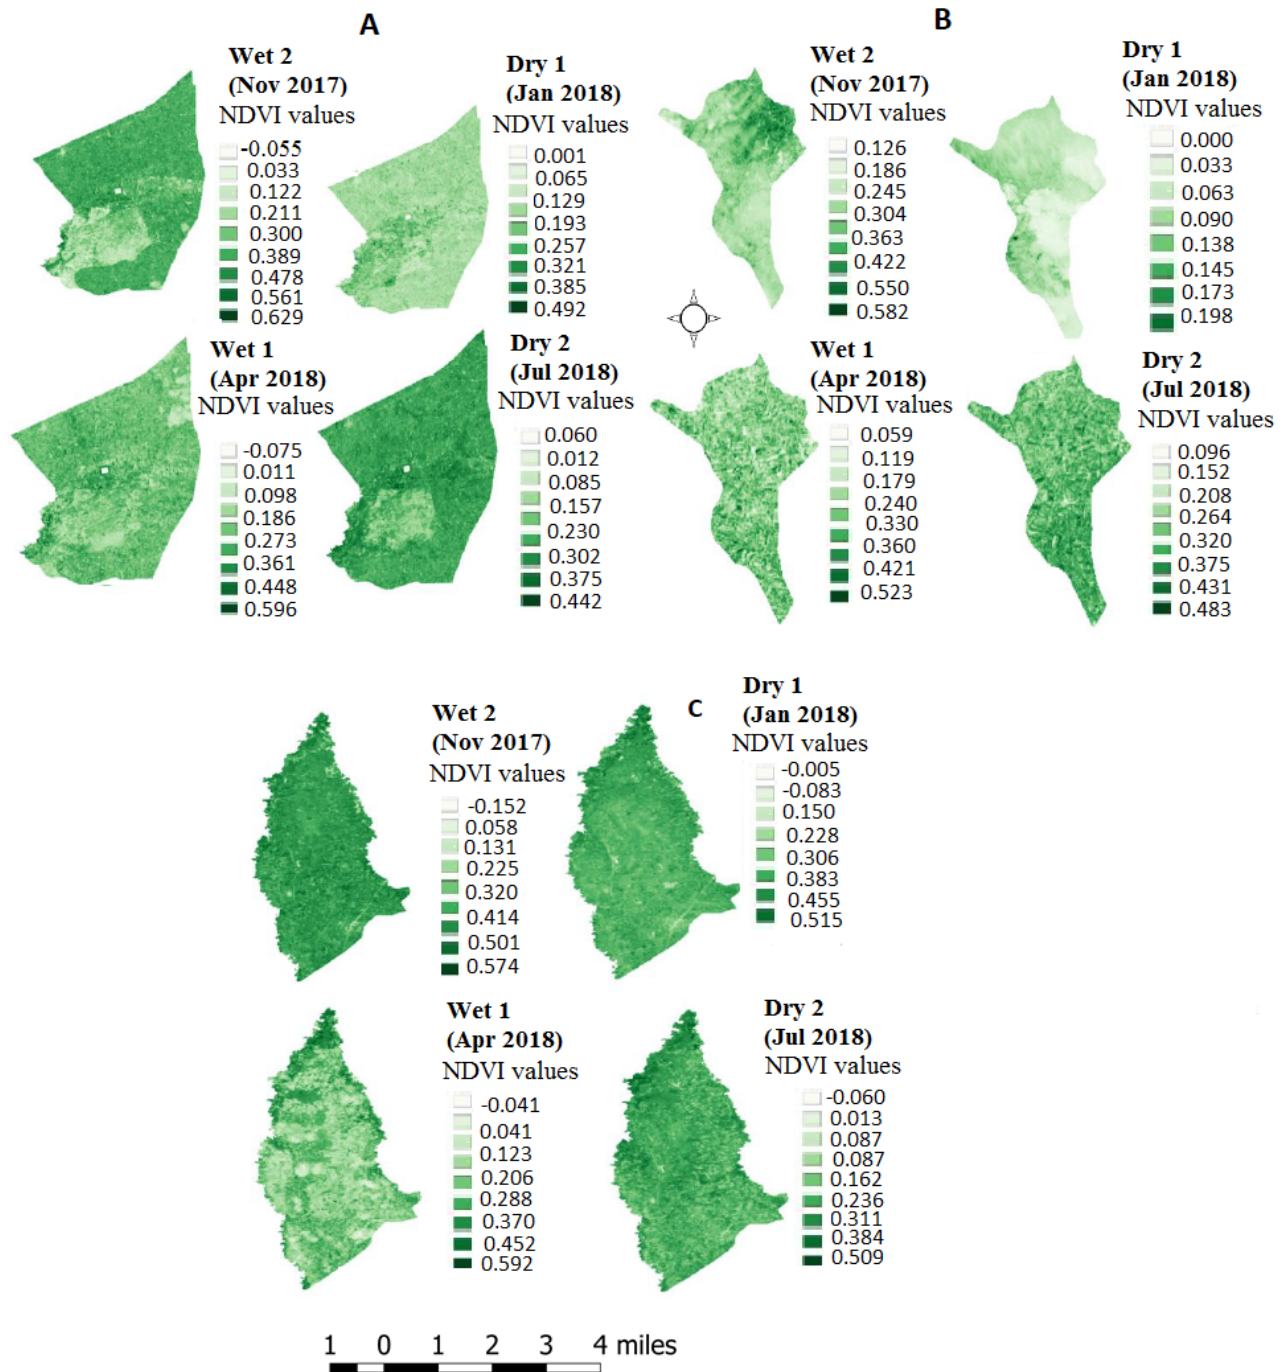 A
B
Wet 2
(Nov 2017)
NDVI values
-0.055
0.033
0.122
0.211
0.300
0.389
0.478
0.561
0.629
Dry 1
(Jan 2018)
NDVI values
0.001
0.065
0.129
0.193
0.257
0.321
0.385
0.492
Wet 2
(Nov 2017)
NDVI values
0.126
0.186
0.245
0.304
0.363
0.422
0.550
0.582
Dry 1
(Jan 2018)
NDVI values
0.000
0.033
0.063
0.090
0.138
0.145
0.173
0.198
Wet 1
(Apr 2018)
NDVI values
-0.075
0.011
0.098
0.186
0.273
0.361
0.448
0.596
Dry 2
(Jul 2018)
NDVI values
0.060
0.012
0.085
0.157
0.230
0.302
0.375
0.442
Wet 1
(Apr 2018)
NDVI values
0.059
0.119
0.179
0.240
0.330
0.360
0.421
0.523
Dry 2
(Jul 2018)
NDVI values
0.096
0.152
0.208
0.264
0.320
0.375
0.431
0.483
C
Wet 2
(Nov 2017)
NDVI values
-0.152
0.058
0.131
0.225
0.320
0.414
0.501
0.574
Dry 1
(Jan 2018)
NDVI values
-0.005
-0.083
0.150
0.228
0.306
0.383
0.455
0.515
Wet 1
(Apr 2018)
NDVI values
-0.041
0.041
0.123
0.206
0.288
0.370
0.452
0.592
Dry 2
(Jul 2018)
NDVI values
-0.060
0.013
0.087
0.087
0.162
0.236
0.311
0.384
0.509
1 0 1 2 3 4 miles